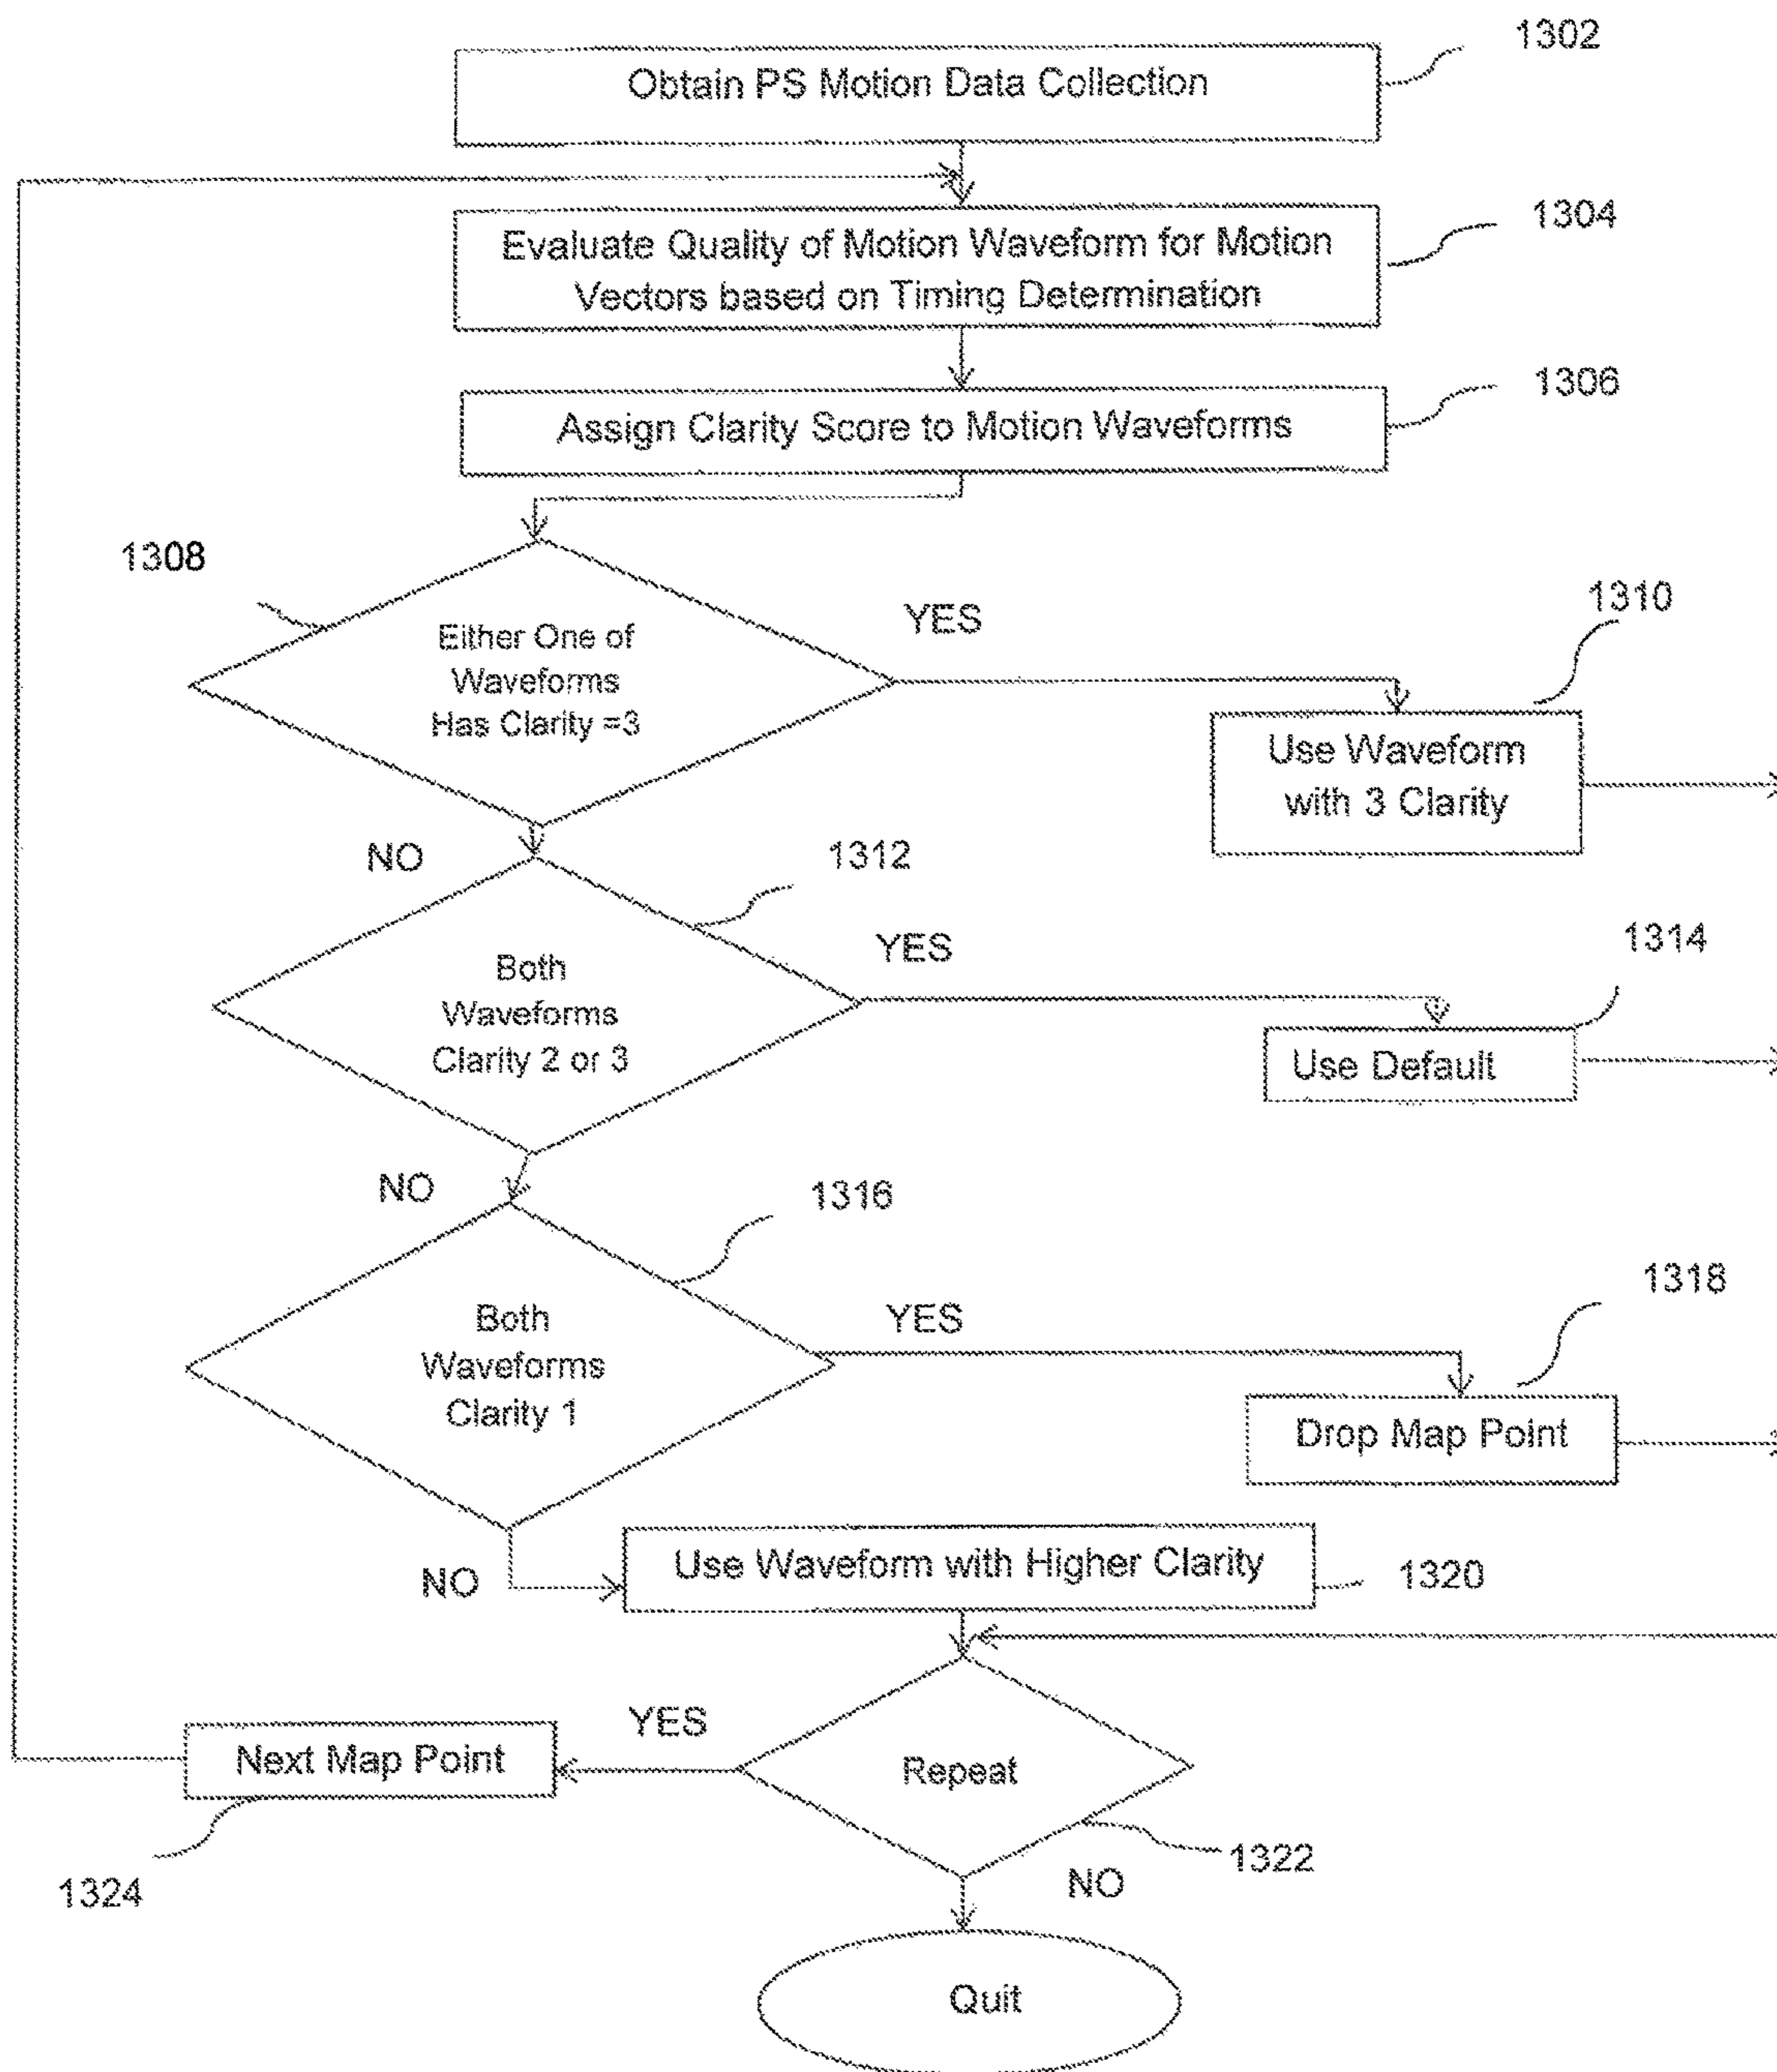 1302
Obtain PS Motion Data Collection
1304
Evaluate Quality of Motion Waveform for Motion
Vectors based on Timing Determination
1306
Assign Clarity Score to Motion Waveforms
1308
Either One of
Waveforms
Has Clarity =3
YES
1310
Use Waveform
with 3 Clarity
NO
1312
Both
Waveforms
Clarity 2 or 3
YES
1314
Use Default
NO
1316
Both
Waveforms
Clarity 1
YES
1318
Drop Map Point
NO
Use Waveform with Higher Clarity
1320
YES
Next Map Point
Repeat
1322
1324
NO
Quit